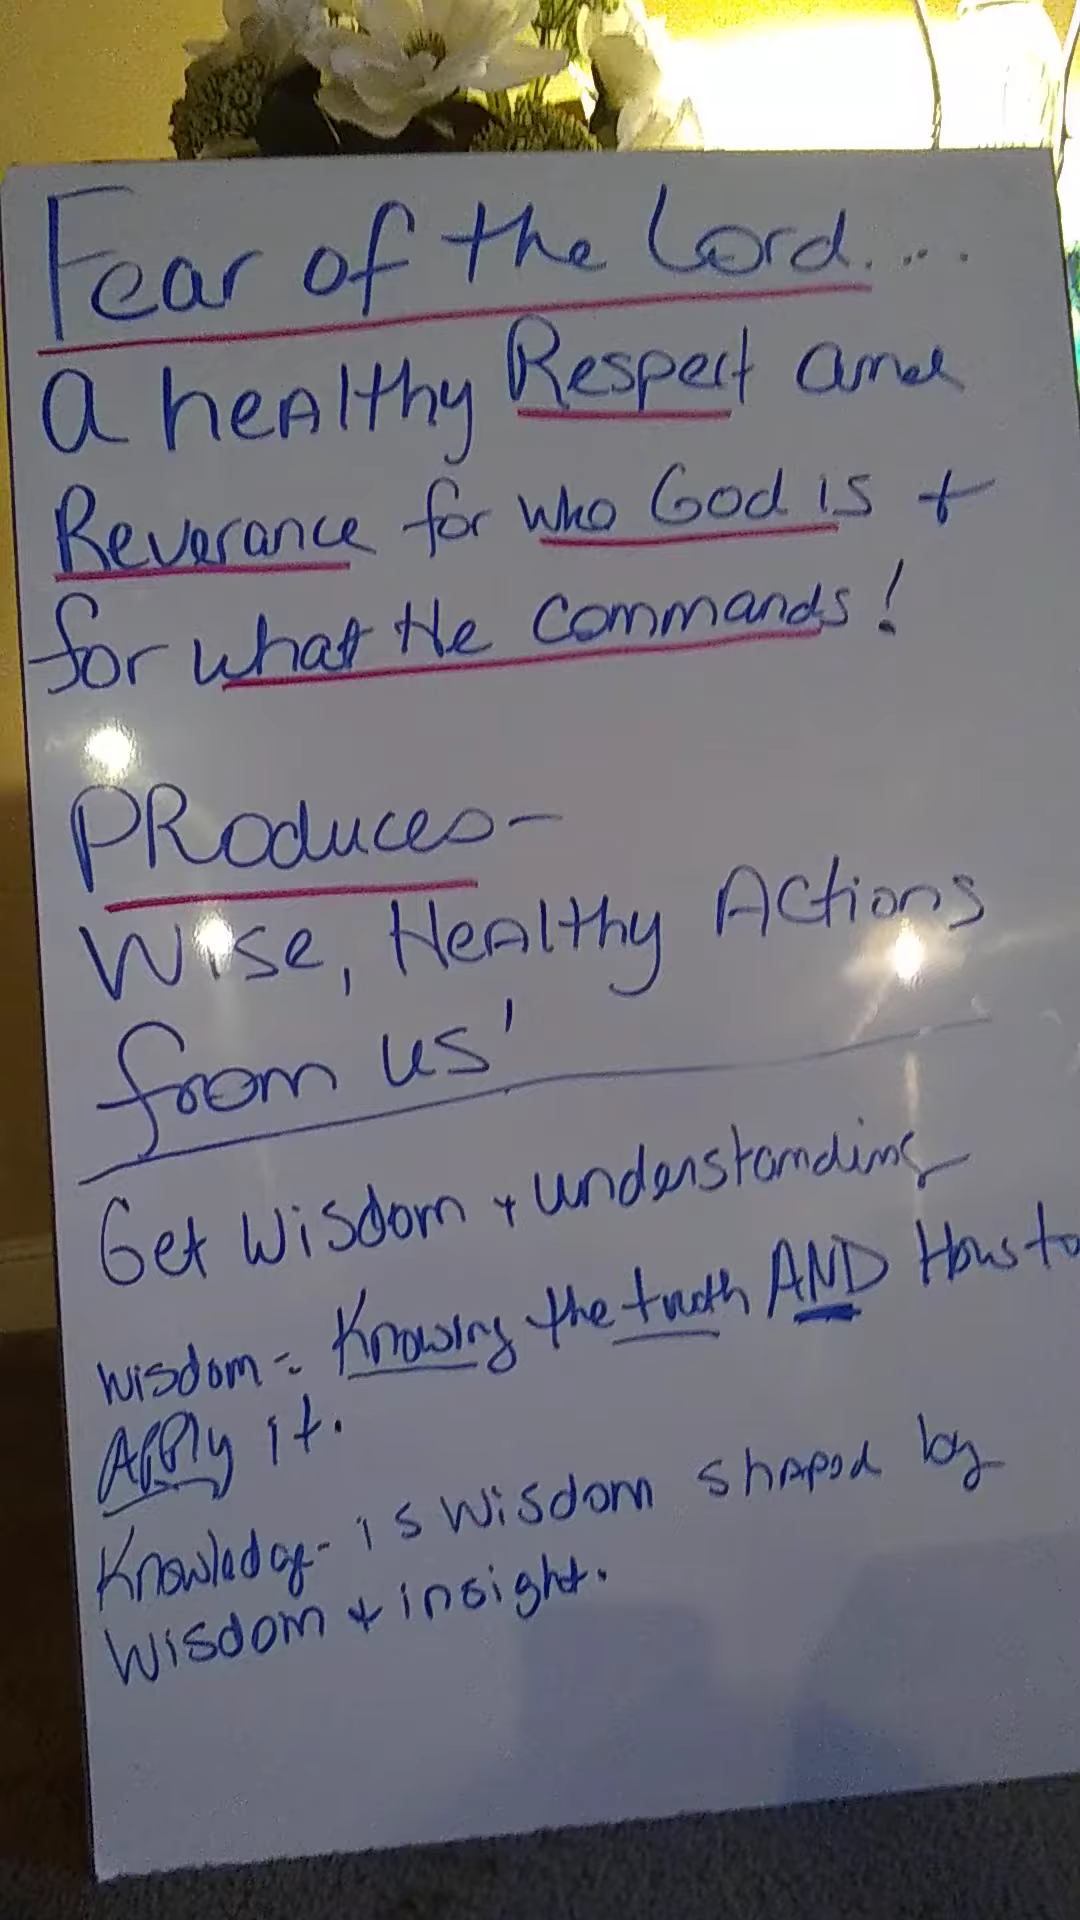 Fear of the Lord....
a heAlthy Respect and
Reverance for who God is +
for what He commands!
PRoduces-
Wise, HeAlthy Actions
from us'
Get Wisdom + understanding
wisdom = Knowing the truth AND How to
Apply it.
Knowledge- is wisdom shaped by
Wisdom + insight.